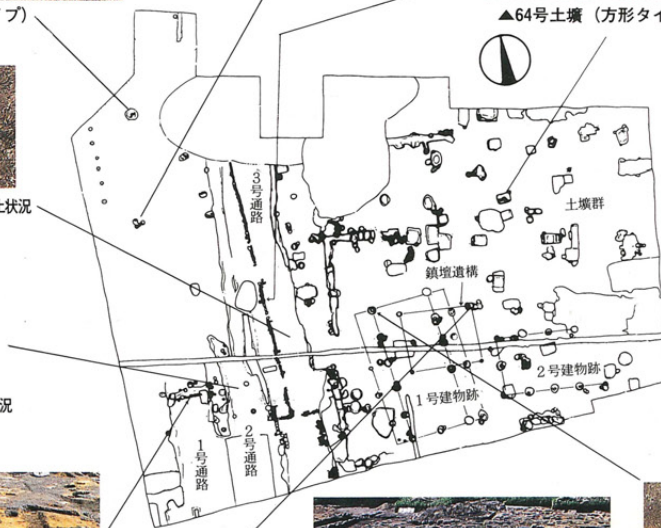 プ)
▲64号土壙（方形タイ
3号通路
土壙群
土状況
鎮壇遺構
2号建物跡
1号建物跡
況
1号通路
2号通路